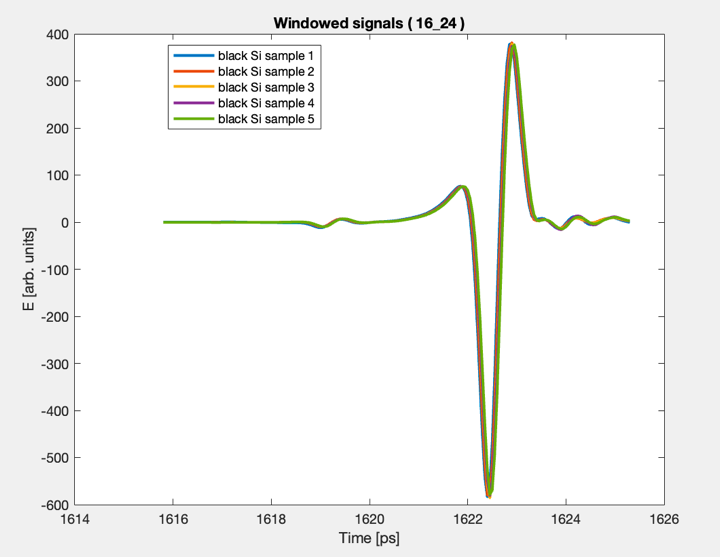 Windowed signals ( 16_24 )
400
300
200
100
0
-100
-200
-300
-400
-500
-600
E [arb. units]
black Si sample 1
black Si sample 2
black Si sample 3
black Si sample 4
black Si sample 5
1614 1616 1618 1620 1622 1624 1626
Time [ps]